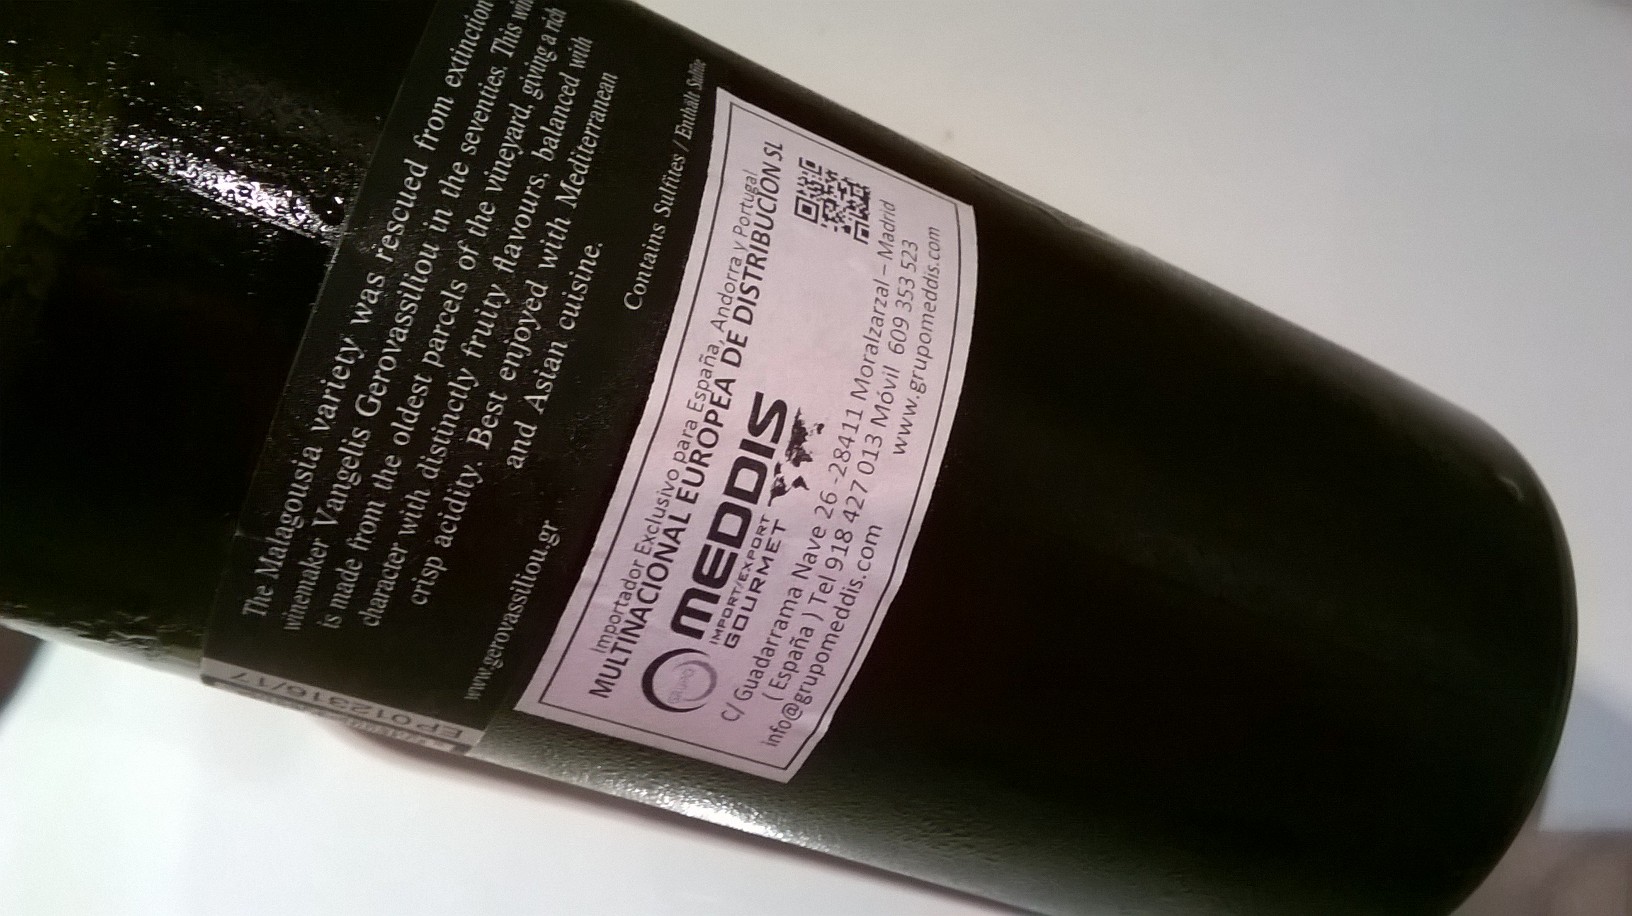 The Malagousia variety was rescued from extinction
winemaker Vangelis Gerovassiliou in the seventies. This
is made from the oldest parcels of the vineyard, giving a rich
character with distinctly fruity flavours, balanced with
crisp acidity. Best enjoyed with Mediterranean
and Asian cuisine.
www.gerovassiliou.gr
Contains Sulfites / Enthält Sulfite
EP 012316/17
Importador Exclusivo para España, Andorra y Portugal
MULTINACIONAL EUROPEA DE DISTRIBUCION SL
MEDDIS
IMPORT/EXPORT
GOURMET
C/ Guadarrama Nave 26 -28411 Moralzarzal – Madrid
( España ) Tel 918 427 013 Móvil 609 353 523
info@grupomeddis.com www.grupomeddis.com